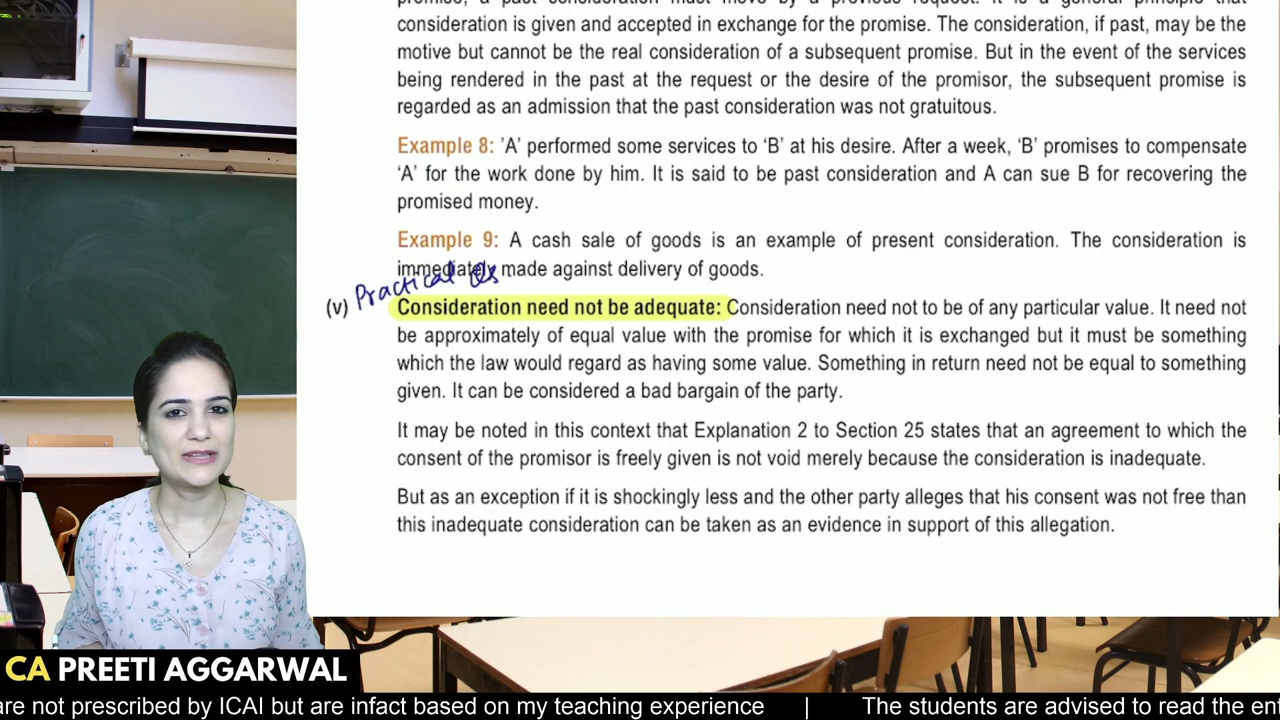 promise, a past consideration must move by a previous request. It is a general principle that
consideration is given and accepted in exchange for the promise. The consideration, if past, may be the
motive but cannot be the real consideration of a subsequent promise. But in the event of the services
being rendered in the past at the request or the desire of the promisor, the subsequent promise is
regarded as an admission that the past consideration was not gratuitous.
Example 8: 'A' performed some services to 'B' at his desire. After a week, 'B' promises to compensate
'A' for the work done by him. It is said to be past consideration and A can sue B for recovering the
promised money.
Example 9: A cash sale of goods is an example of present consideration. The consideration is
immediately made against delivery of goods.
Practical Qs
(v) Consideration need not be adequate: Consideration need not to be of any particular value. It need not
be approximately of equal value with the promise for which it is exchanged but it must be something
which the law would regard as having some value. Something in return need not be equal to something
given. It can be considered a bad bargain of the party.
It may be noted in this context that Explanation 2 to Section 25 states that an agreement to which the
consent of the promisor is freely given is not void merely because the consideration is inadequate.
But as an exception if it is shockingly less and the other party alleges that his consent was not free than
this inadequate consideration can be taken as an evidence in support of this allegation.
CA PREETI AGGARWAL
are not prescribed by ICAI but are infact based on my teaching experience | The students are advised to read the ent